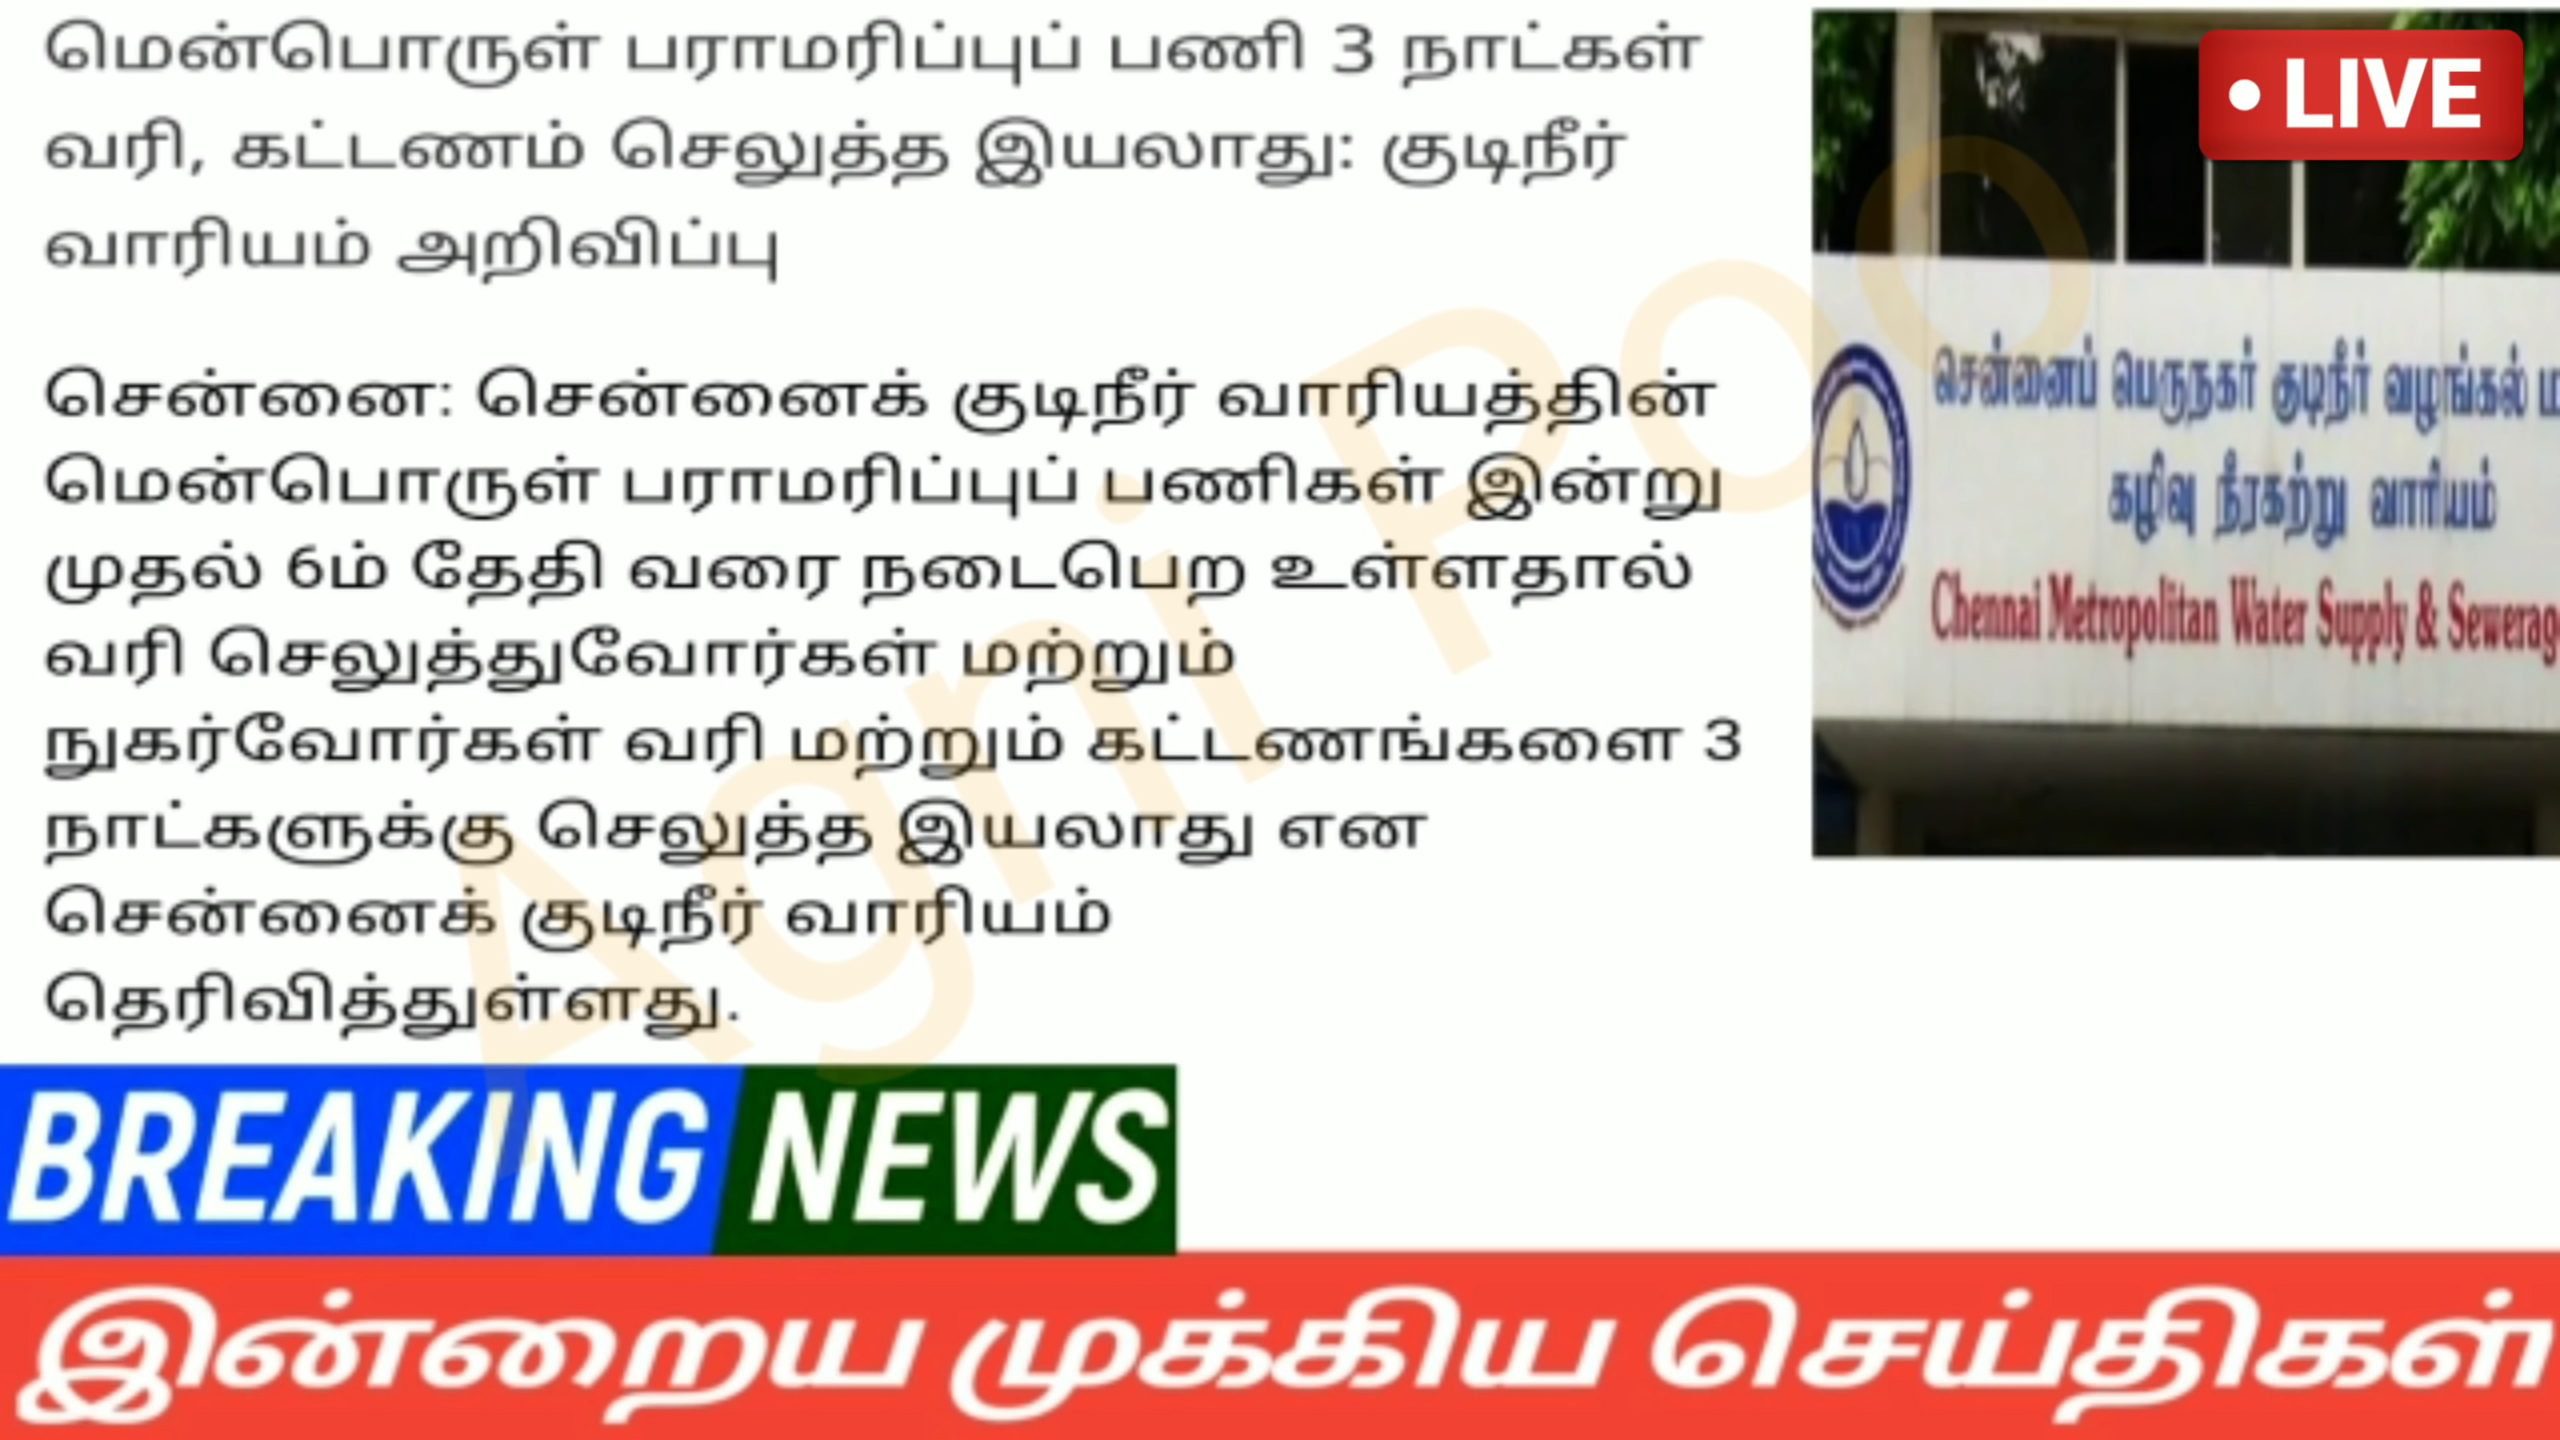 மென்பொருள் பராமரிப்புப் பணி 3 நாட்கள்
வரி, கட்டணம் செலுத்த இயலாது: குடிநீர்
வாரியம் அறிவிப்பு
சென்னை: சென்னைக் குடிநீர் வாரியத்தின்
மென்பொருள் பராமரிப்புப் பணிகள் இன்று
முதல் 6ம் தேதி வரை நடைபெற உள்ளதால்
வரி செலுத்துவோர்கள் மற்றும்
நுகர்வோர்கள் வரி மற்றும் கட்டணங்களை 3
நாட்களுக்கு செலுத்த இயலாது என
சென்னைக் குடிநீர் வாரியம்
தெரிவித்துள்ளது.
• LIVE
சென்னைப் பெருநகர் குடிநீர் வழங்கல் ம
கழிவு நீரகற்று வாரியம்
Chennai Metropolitan Water Supply & Sewerag
Agni Poo
BREAKING NEWS
இன்றைய முக்கிய செய்திகள்